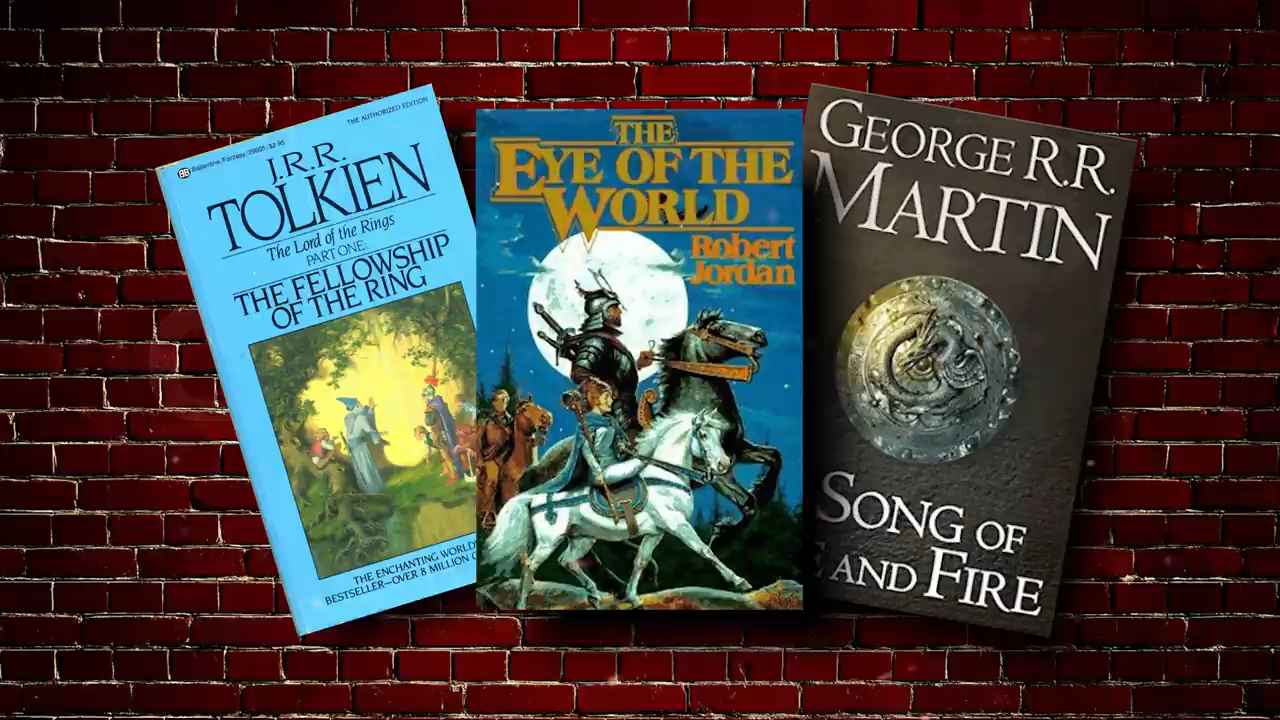 THE AUTHORIZED EDITION
BB Ballantine/Fantasy/29605/$2.95
J.R.R.
TOLKIEN
The Lord of the Rings
PART ONE:
THE FELLOWSHIP
OF THE RING
THE ENCHANTING WORLD
BESTSELLER—OVER 8 MILLION
THE
EYE OF THE
WORLD
Robert
Jordan
GEORGE R.R.
MARTIN
SONG OF
AND FIRE